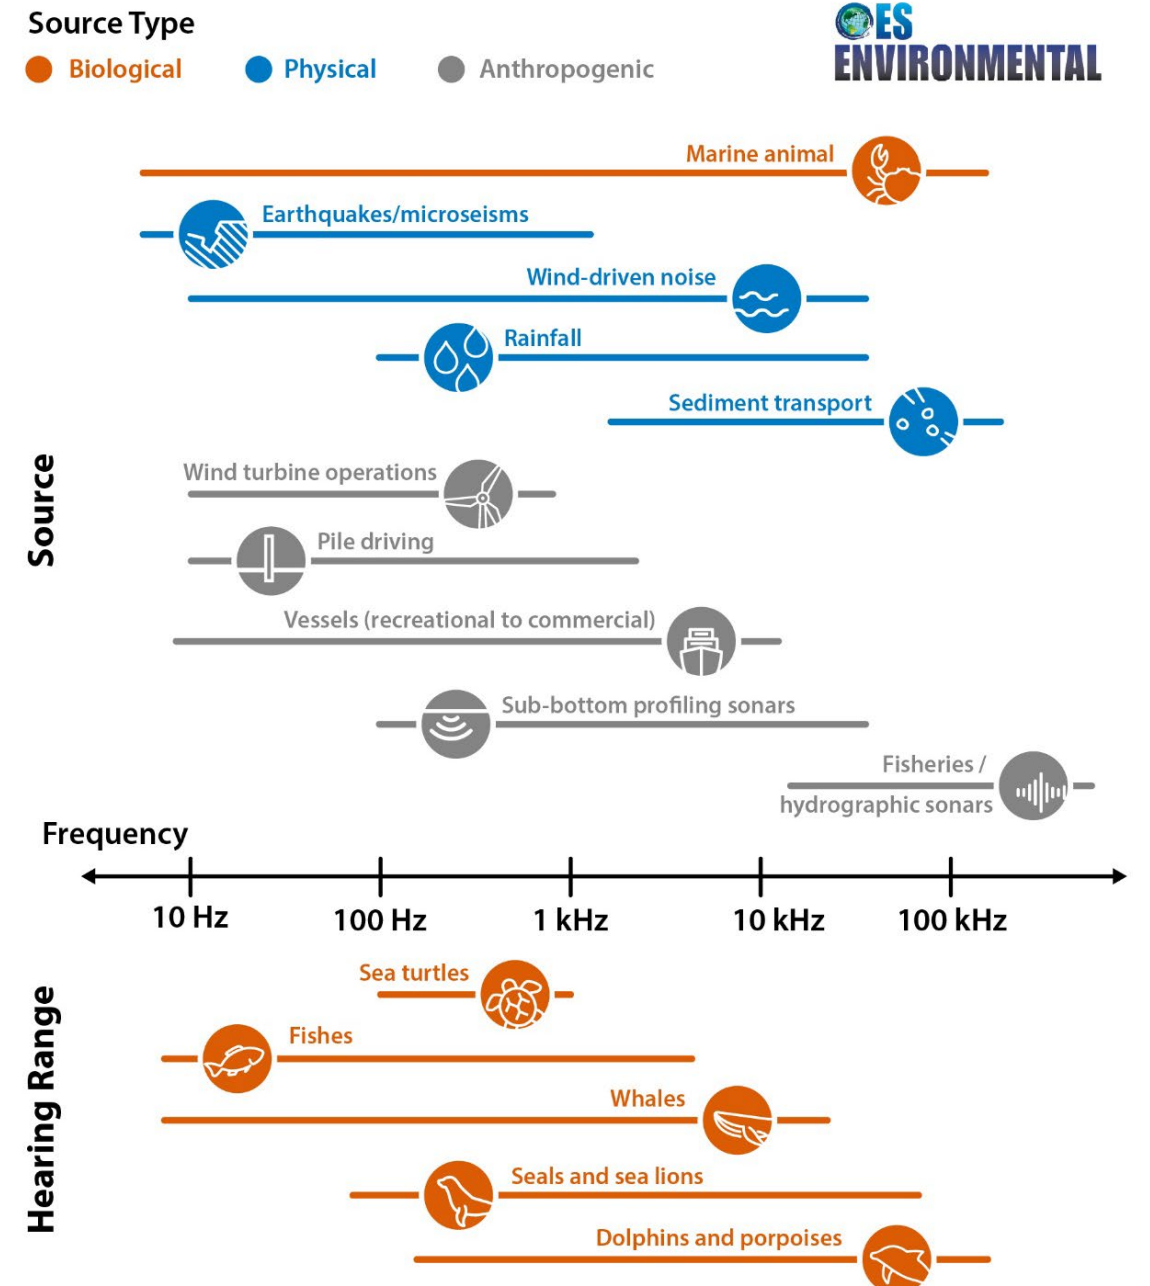 Source Type
Biological
Physical
Anthropogenic
OES
ENVIRONMENTAL
Marine animal
Earthquakes/microseisms
Wind-driven noise
Rainfall
Sediment transport
Source
Wind turbine operations
Pile driving
Vessels (recreational to commercial)
Sub-bottom profiling sonars
Fisheries /
hydrographic sonars
Frequency
10 Hz
100 Hz
1 kHz
10 kHz
100 kHz
Hearing Range
Sea turtles
Fishes
Whales
Seals and sea lions
Dolphins and porpoises